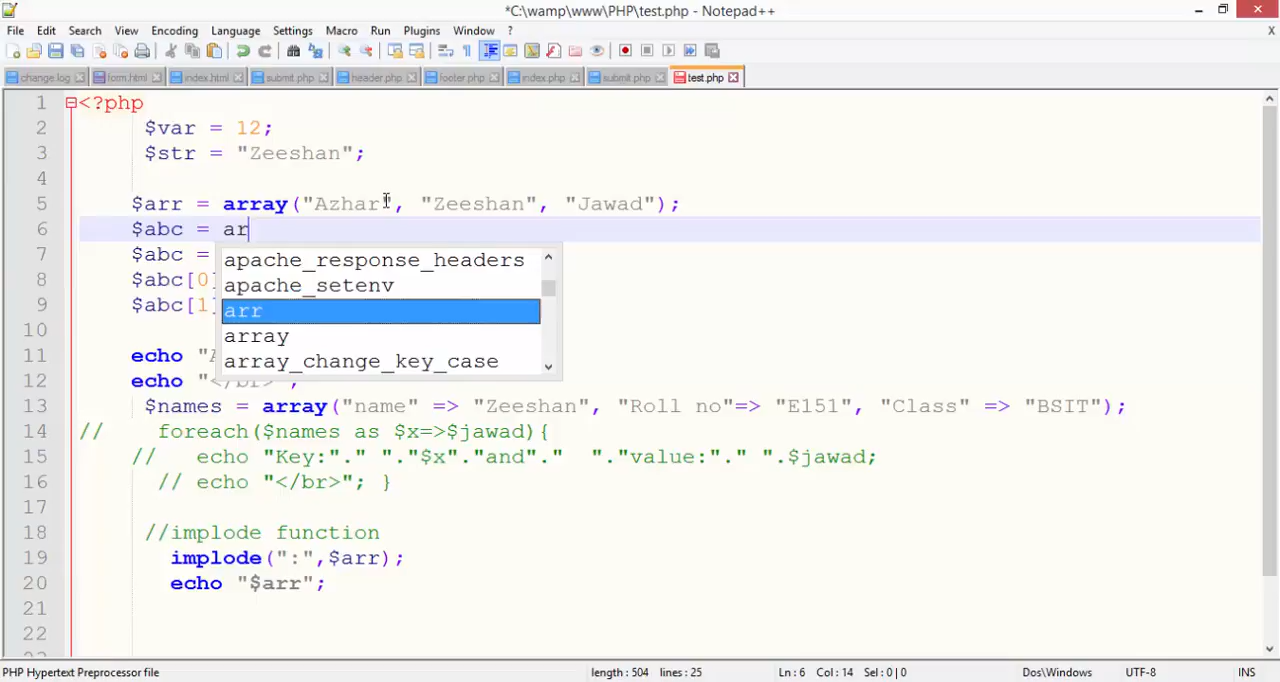 *C:\wamp\www\PHP\test.php - Notepad++
File Edit Search View Encoding Language Settings Macro Run Plugins Window ? X
change.log form.html index.html submit.php header.php footer.php index.php submit.php test.php
1 <?php
2 $var = 12;
3 $str = "Zeeshan";
4
5 $arr = array("Azhar", "Zeeshan", "Jawad");
6 $abc = ar
7 $abc =
apache_response_headers
8 $abc[0]
apache_setenv
9 $abc[1]
arr
10
array
11 echo "A
array_change_key_case
12 echo "</br>";
13 $names = array("name" => "Zeeshan", "Roll no"=> "E151", "Class" => "BSIT");
14 // foreach($names as $x=>$jawad){
15 // echo "Key:"." "."$x"."and"." "."value:"." ".$jawad;
16 // echo "</br>"; }
17
18 //implode function
19 implode(":",$arr);
20 echo "$arr";
21
22
PHP Hypertext Preprocessor file length : 504 lines : 25 Ln : 6 Col : 14 Sel : 0 | 0 Dos\Windows UTF-8 INS